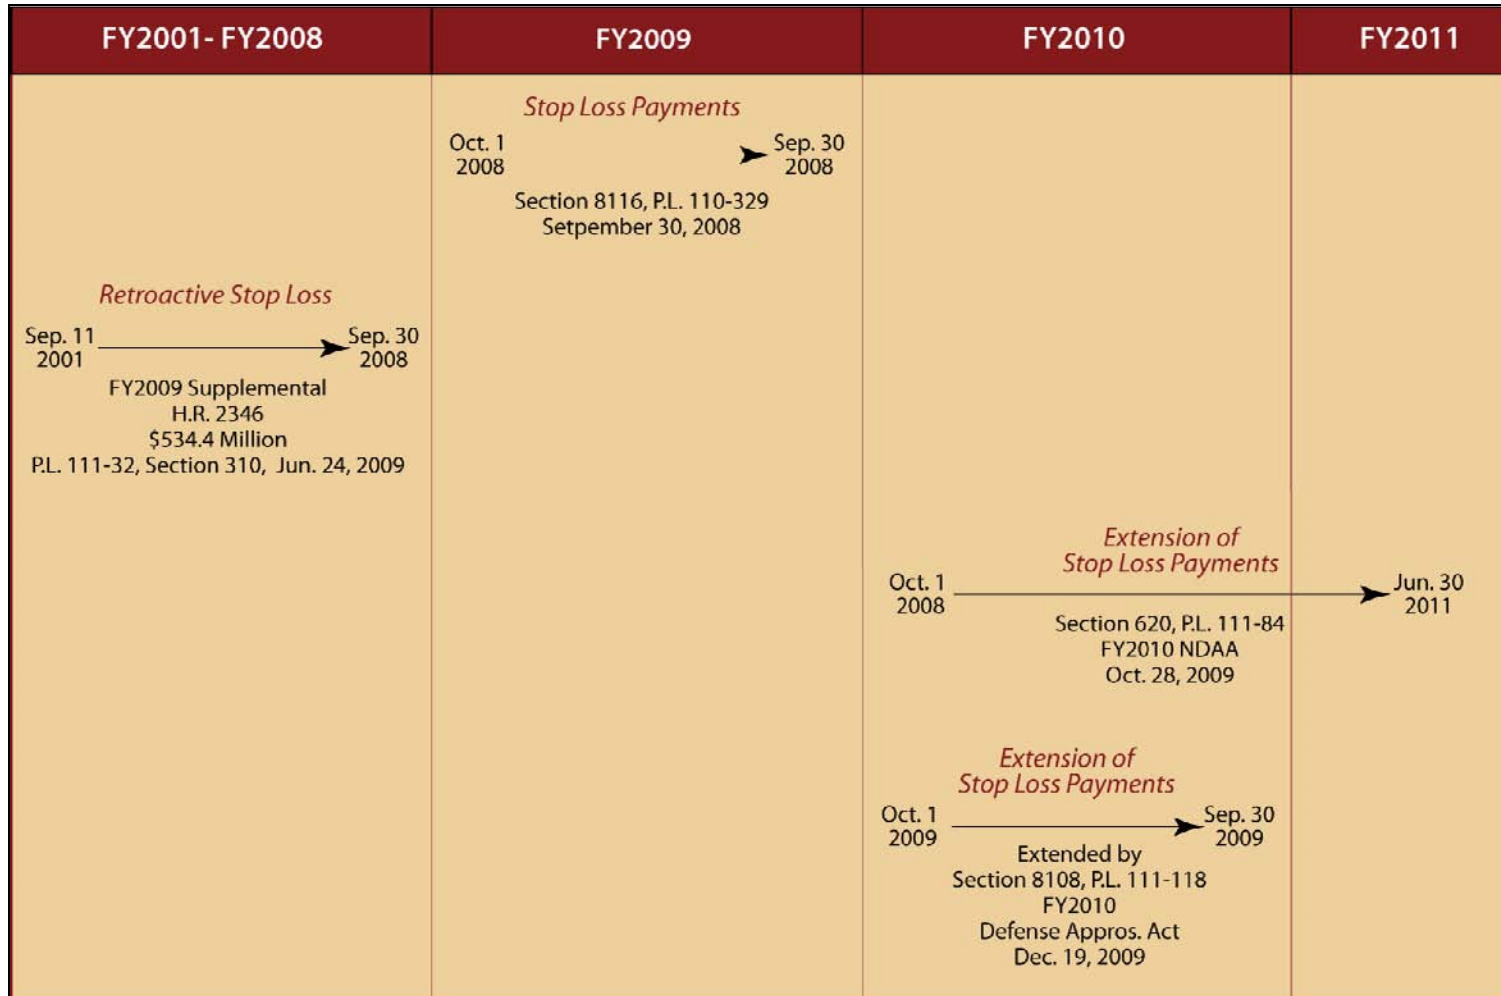 FY2001- FY2008
FY2009
FY2010
FY2011
Stop Loss Payments
Oct. 1
2008
Sep. 30
2008
Section 8116, P.L. 110-329
Setpember 30, 2008
Retroactive Stop Loss
Sep. 11
2001
Sep. 30
2008
FY2009 Supplemental
H.R. 2346
$534.4 Million
P.L. 111-32, Section 310, Jun. 24, 2009
Extension of
Stop Loss Payments
Oct. 1
2008
Jun. 30
2011
Section 620, P.L. 111-84
FY2010 NDAA
Oct. 28, 2009
Extension of
Stop Loss Payments
Oct. 1
2009
Sep. 30
2009
Extended by
Section 8108, P.L. 111-118
FY2010
Defense Appros. Act
Dec. 19, 2009